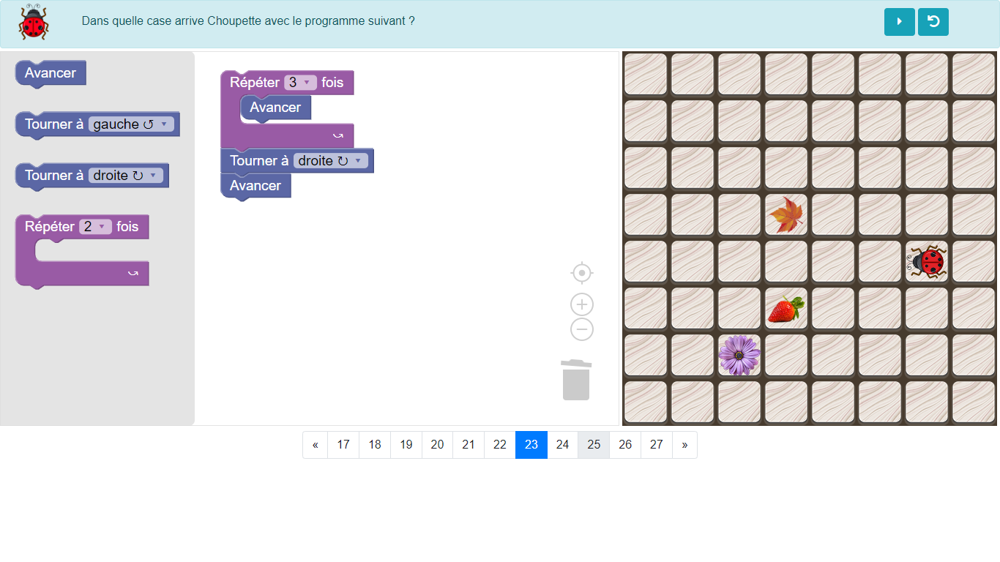 Dans quelle case arrive Choupette avec le programme suivant ?
Avancer
Tourner à gauche ↺ ▾
Tourner à droite ↻ ▾
Répéter 2 ▾ fois
Répéter 3 ▾ fois
Avancer
Tourner à droite ↻ ▾
Avancer
« 17 18 19 20 21 22 23 24 25 26 27 »